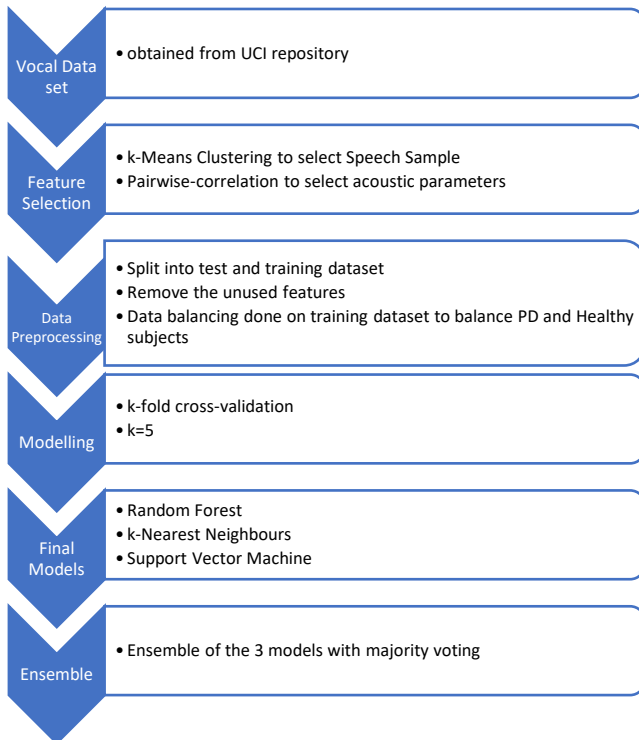 Vocal Data
set
• obtained from UCI repository
Feature
Selection
• k-Means Clustering to select Speech Sample
• Pairwise-correlation to select acoustic parameters
Data
Preprocessing
• Split into test and training dataset
• Remove the unused features
• Data balancing done on training dataset to balance PD and Healthy
subjects
Modelling
• k-fold cross-validation
• k=5
Final
Models
• Random Forest
• k-Nearest Neighbours
• Support Vector Machine
Ensemble
• Ensemble of the 3 models with majority voting